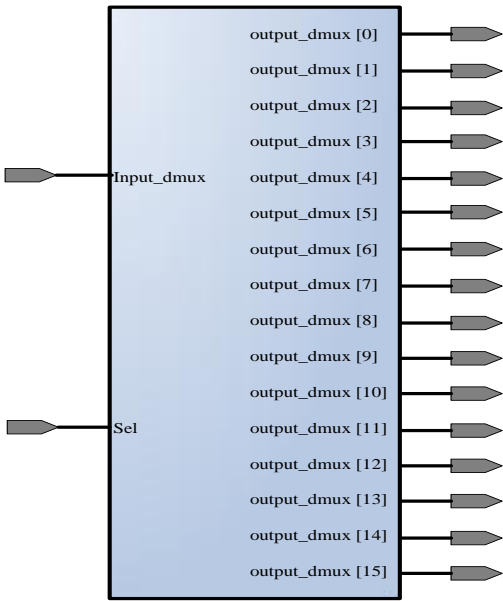 output_dmux [0]
output_dmux [1]
output_dmux [2]
output_dmux [3]
Input_dmux
output_dmux [4]
output_dmux [5]
output_dmux [6]
output_dmux [7]
output_dmux [8]
output_dmux [9]
output_dmux [10]
Sel
output_dmux [11]
output_dmux [12]
output_dmux [13]
output_dmux [14]
output_dmux [15]